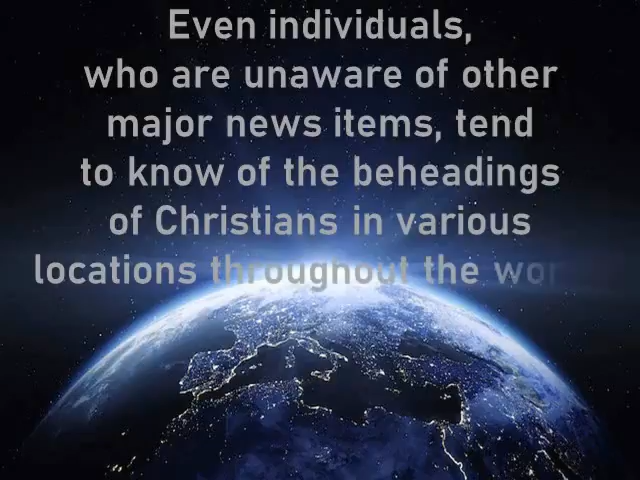 Even individuals,
who are unaware of other
major news items, tend
to know of the beheadings
of Christians in various
locations throughout the